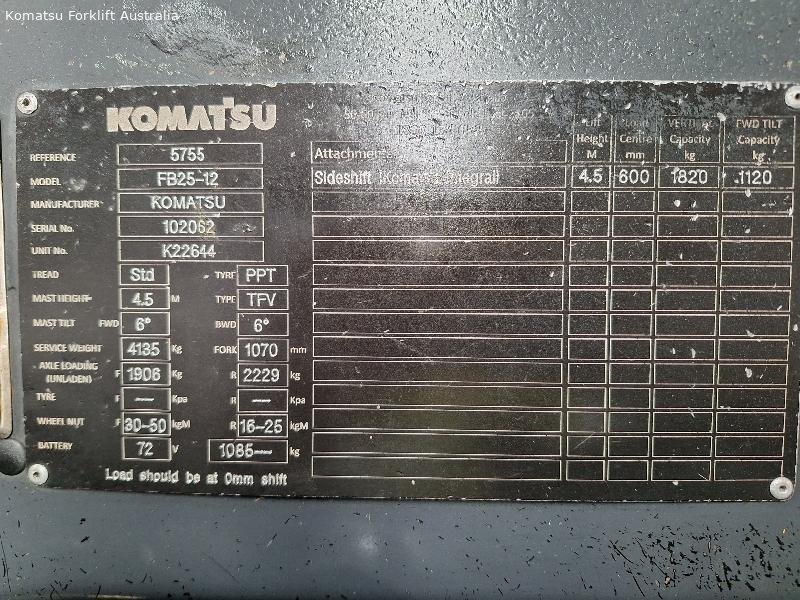 Komatsu Forklift Australia
KOMATSU
REFERENCE 5755
MODEL FB25-12
MANUFACTURER KOMATSU
SERIAL No. 102062
UNIT No. K22644
TREAD Std TYRE PPT
MAST HEIGHT 4.5 M TYPE TFV
MAST TILT FWD 6° BWD 6°
SERVICE WEIGHT 4135 Kg FORK 1070 mm
AXLE LOADING (UNLADEN) F 1906 Kg R 2229 kg
TYRE F --- Kpa R --- Kpa
WHEEL NUT F 30-50 kgM R 16-25 kgM
BATTERY 72 V 1085--- kg
Load should be at 0mm shift
Attachments Lift Height M Load Centre mm VERTICAL Capacity kg FWD TILT Capacity kg
Sideshift (Komatsu Integral) 4.5 600 1820 1120